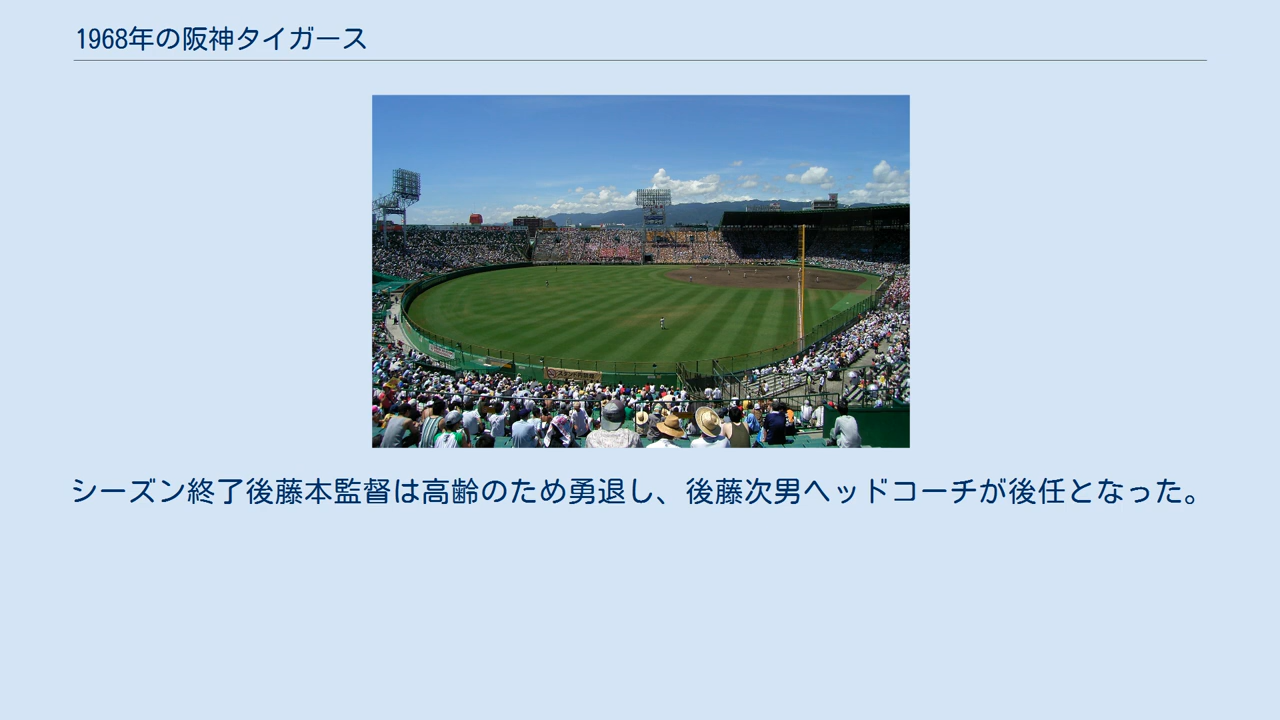 1968年の阪神タイガース
シーズン終了後藤本監督は高齢のため勇退し、後藤次男ヘッドコーチが後任となった。